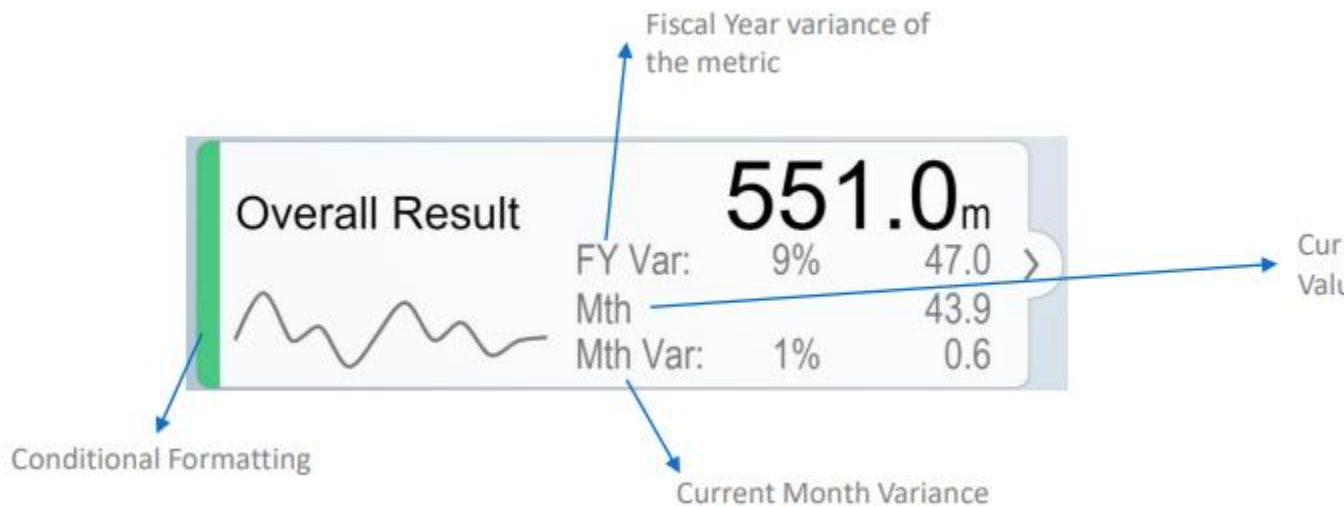 Fiscal Year variance of
the metric
Overall Result
551.0m
FY Var: 9% 47.0
Mth 43.9
Mth Var: 1% 0.6
Conditional Formatting
Current Month Variance